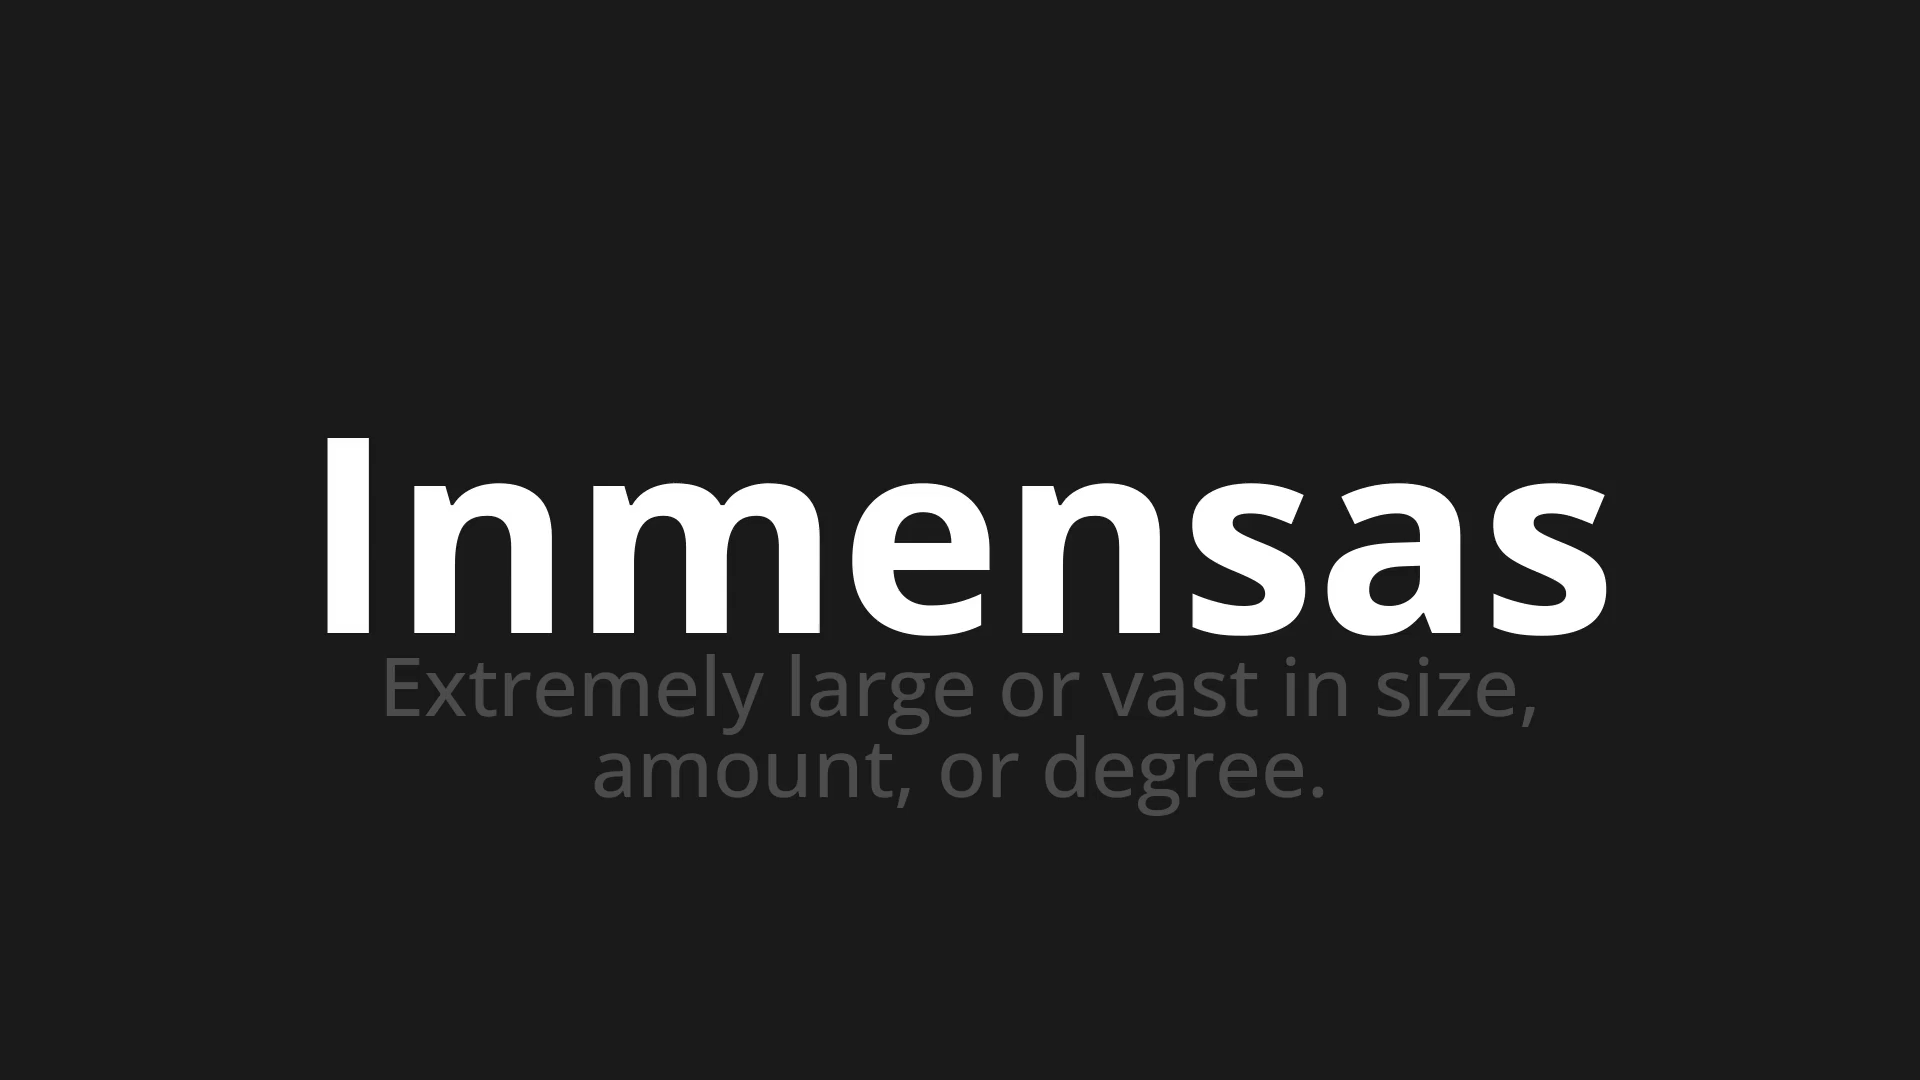 Inmensas
Extremely large or vast in size,
amount, or degree.